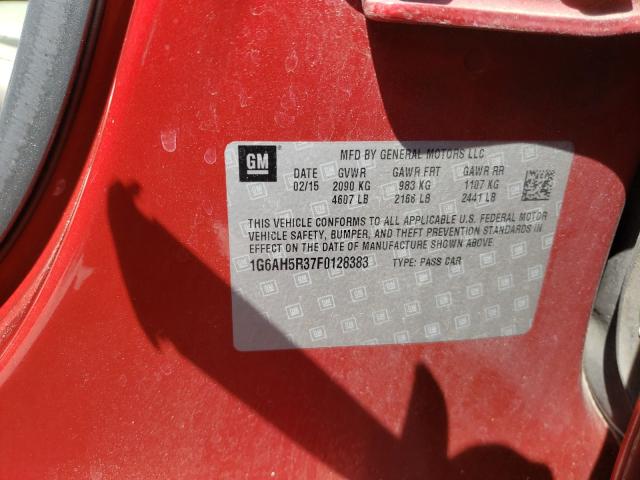 GM
MFD BY GENERAL MOTORS LLC
DATE GVWR GAWR FRT GAWR RR
02/15 2090 KG 983 KG 1107 KG
4607 LB 2166 LB 2441 LB
THIS VEHICLE CONFORMS TO ALL APPLICABLE U.S. FEDERAL MOTOR
VEHICLE SAFETY, BUMPER, AND THEFT PREVENTION STANDARDS IN
EFFECT ON THE DATE OF MANUFACTURE SHOWN ABOVE.
1G6AH5R37F0128383 TYPE: PASS CAR